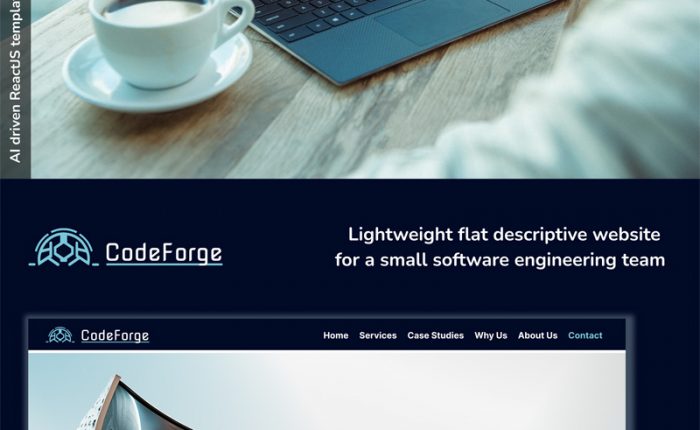 AI driven ReactJS
CodeForge
Lightweight flat descriptive website
for a small software engineering team
CodeForge
Home Services Case Studies Why Us About Us Contact